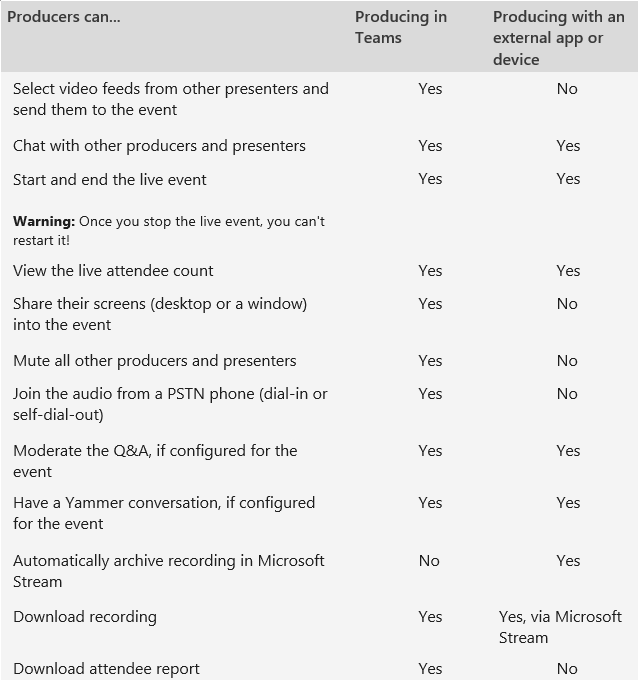 Producers can... Producing in Teams Producing with an external app or device
Select video feeds from other presenters and send them to the event Yes No
Chat with other producers and presenters Yes Yes
Start and end the live event Yes Yes
Warning: Once you stop the live event, you can't restart it!
View the live attendee count Yes Yes
Share their screens (desktop or a window) into the event Yes No
Mute all other producers and presenters Yes No
Join the audio from a PSTN phone (dial-in or self-dial-out) Yes No
Moderate the Q&A, if configured for the event Yes Yes
Have a Yammer conversation, if configured for the event Yes Yes
Automatically archive recording in Microsoft Stream No Yes
Download recording Yes Yes, via Microsoft Stream
Download attendee report Yes No